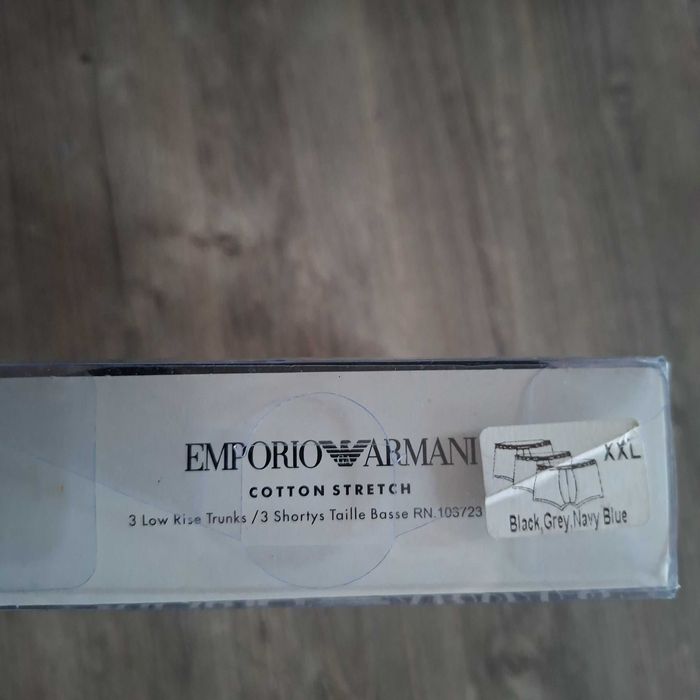 EMPORIO ARMANI
COTTON STRETCH
3 Low Rise Trunks / 3 Shortys Taille Basse RN.103723
XXL
Black,Grey,Navy Blue